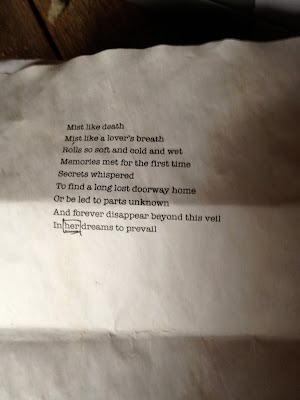 Mist like death
Mist like a lover's breath
Rolls so soft and cold and wet
Memories met for the first time
Secrets whispered
To find a long lost doorway home
Or be led to parts unknown
And forever disappear beyond this veil
In her dreams to prevail